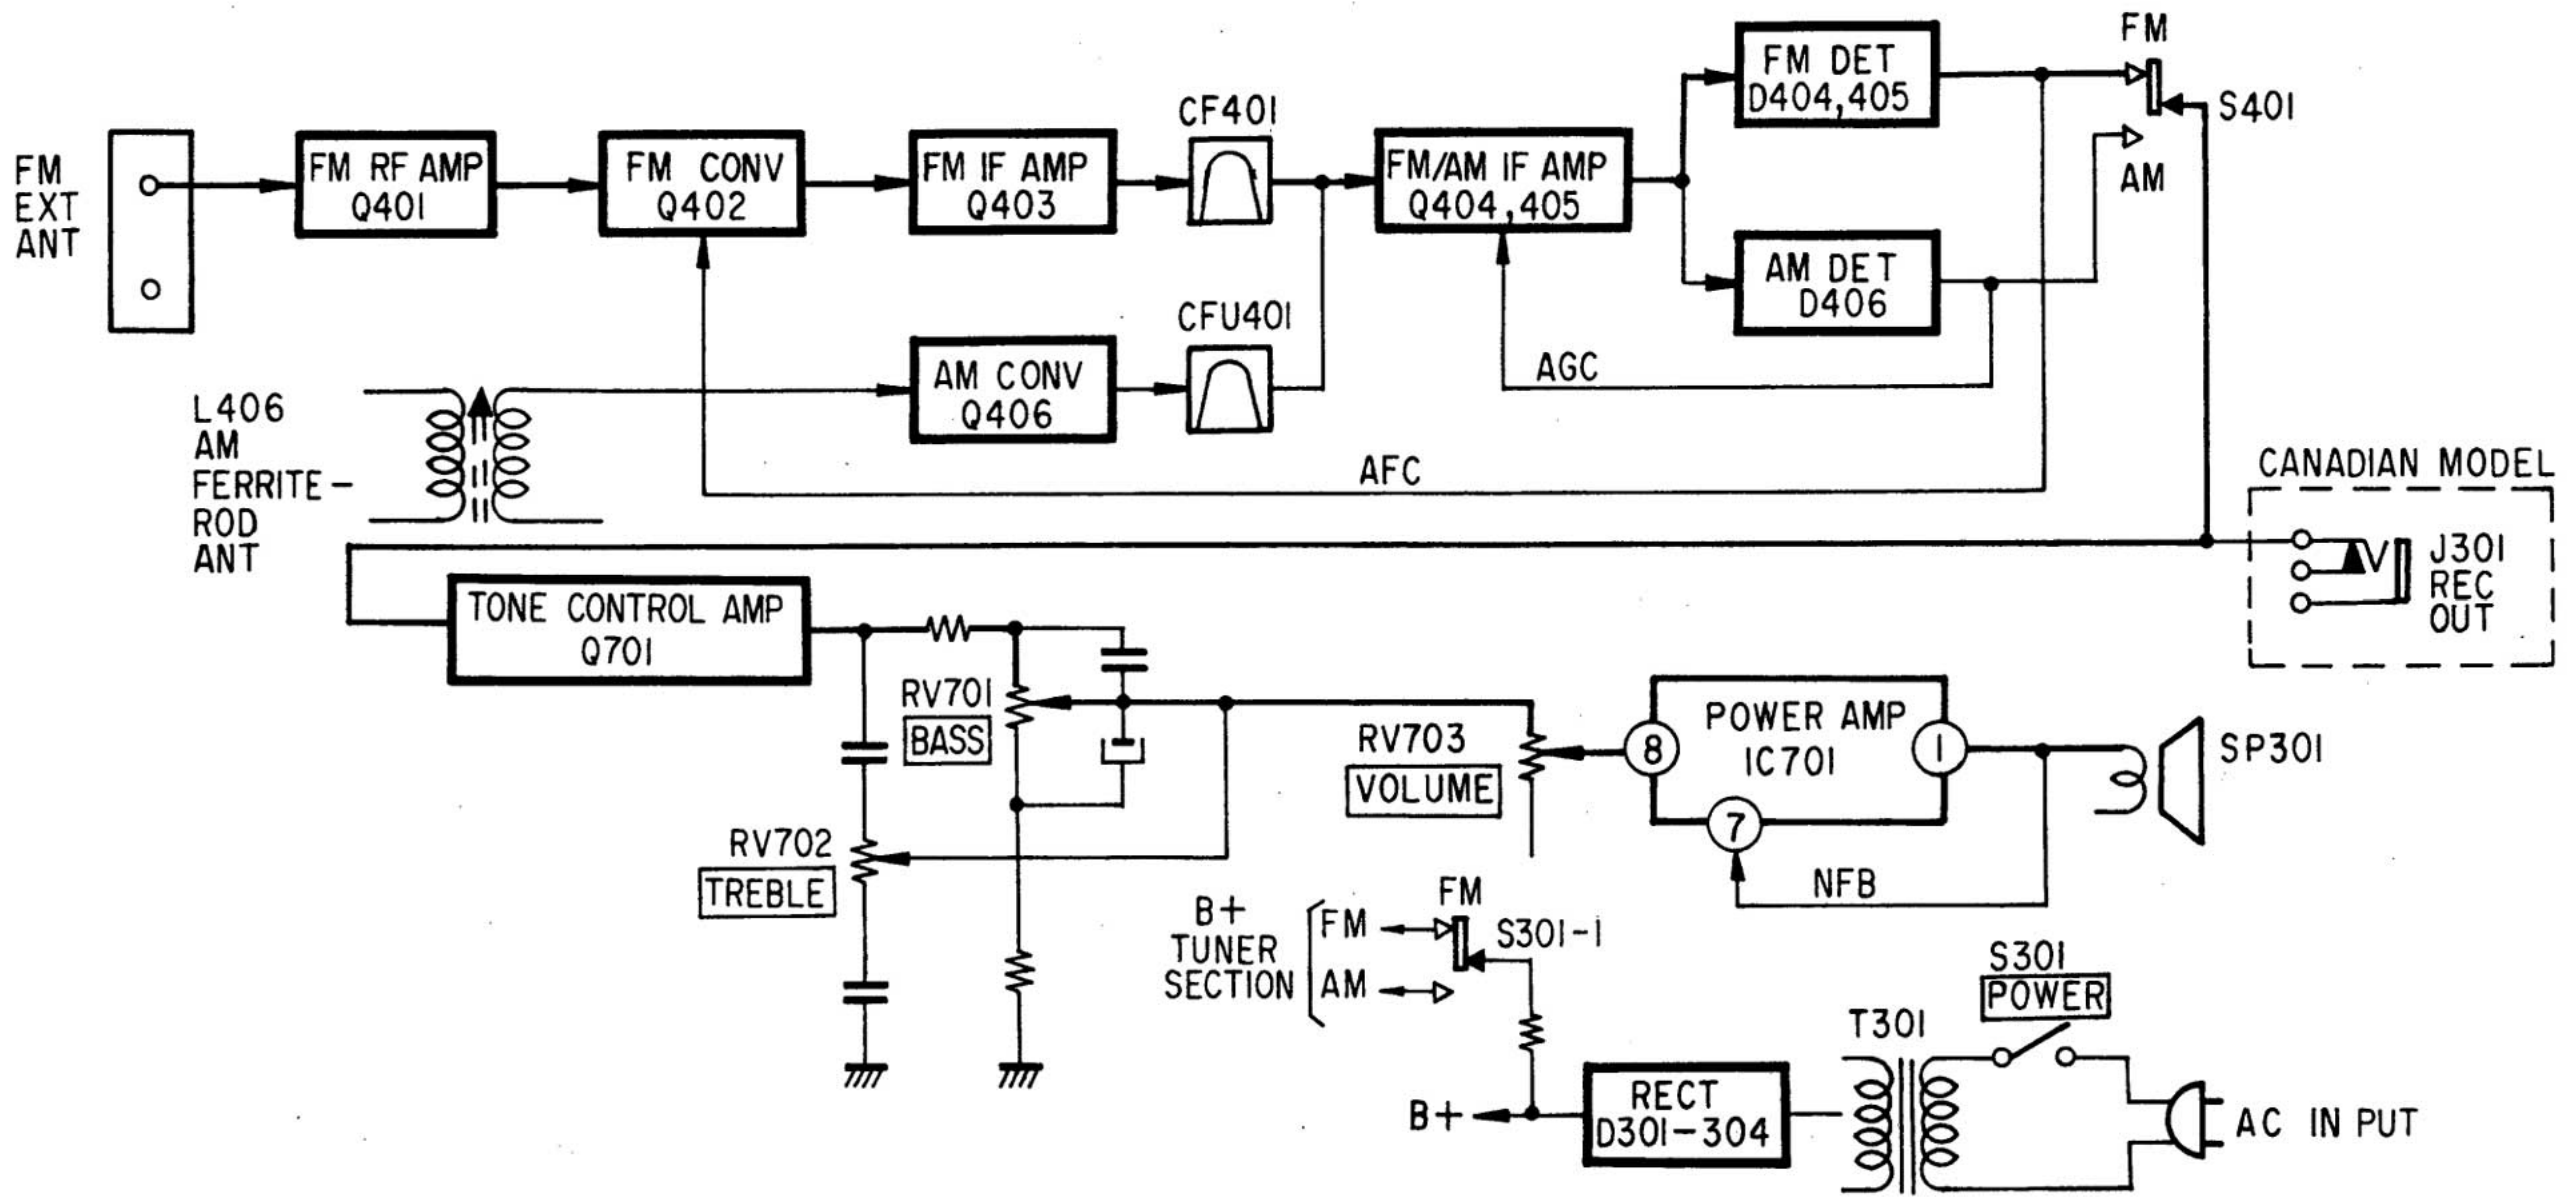 FM
EXT
ANT
FM RF AMP
Q401
FM CONV
Q402
FM IF AMP
Q403
CF401
FM/AM IF AMP
Q404,405
FM DET
D404,405
FM
S401
AM
AM DET
D406
AGC
L406
AM
FERRITE-
ROD
ANT
AM CONV
Q406
CFU401
AFC
CANADIAN MODEL
J301
REC
OUT
TONE CONTROL AMP
Q701
RV701
BASS
RV702
TREBLE
RV703
VOLUME
8
POWER AMP
IC701
1
7
NFB
SP301
B+
TUNER
SECTION
FM
AM
FM
S301-1
B+
RECT
D301-304
T301
S301
POWER
AC IN PUT